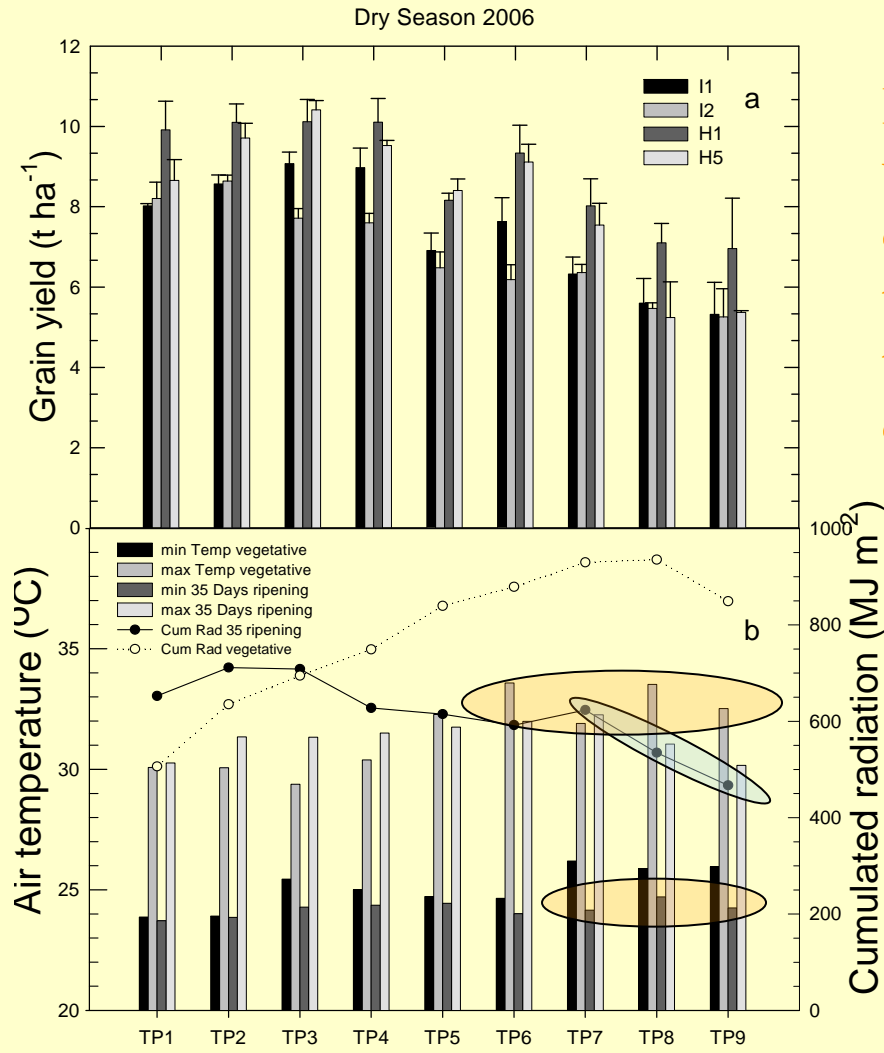 Dry Season 2006
12
10
8
6
4
2
0
Grain yield (t ha⁻¹)
I1
I2
H1
H5
a
min Temp vegetative
max Temp vegetative
min 35 Days ripening
max 35 Days ripening
Cum Rad 35 ripening
Cum Rad vegetative
b
35
30
25
20
Air temperature (ºC)
1000
800
600
400
200
0
Cumulated radiation (MJ m⁻²)
TP1 TP2 TP3 TP4 TP5 TP6 TP7 TP8 TP9